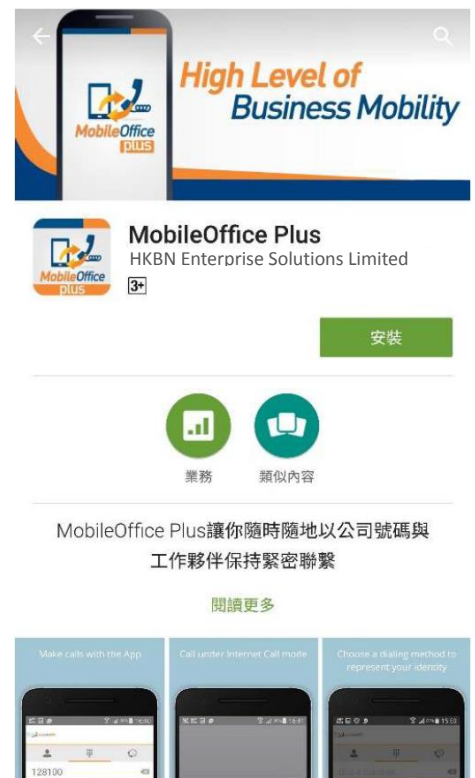 High Level of
Business Mobility
MobileOffice
plus
MobileOffice Plus
HKBN Enterprise Solutions Limited
MobileOffice
plus
3+
安裝
業務
類似內容
MobileOffice Plus讓你隨時隨地以公司號碼與
工作夥伴保持緊密聯繫
閱讀更多
Make calls with the App
Call under Internet Call mode
Choose a dialing method to
represent your identity
128100